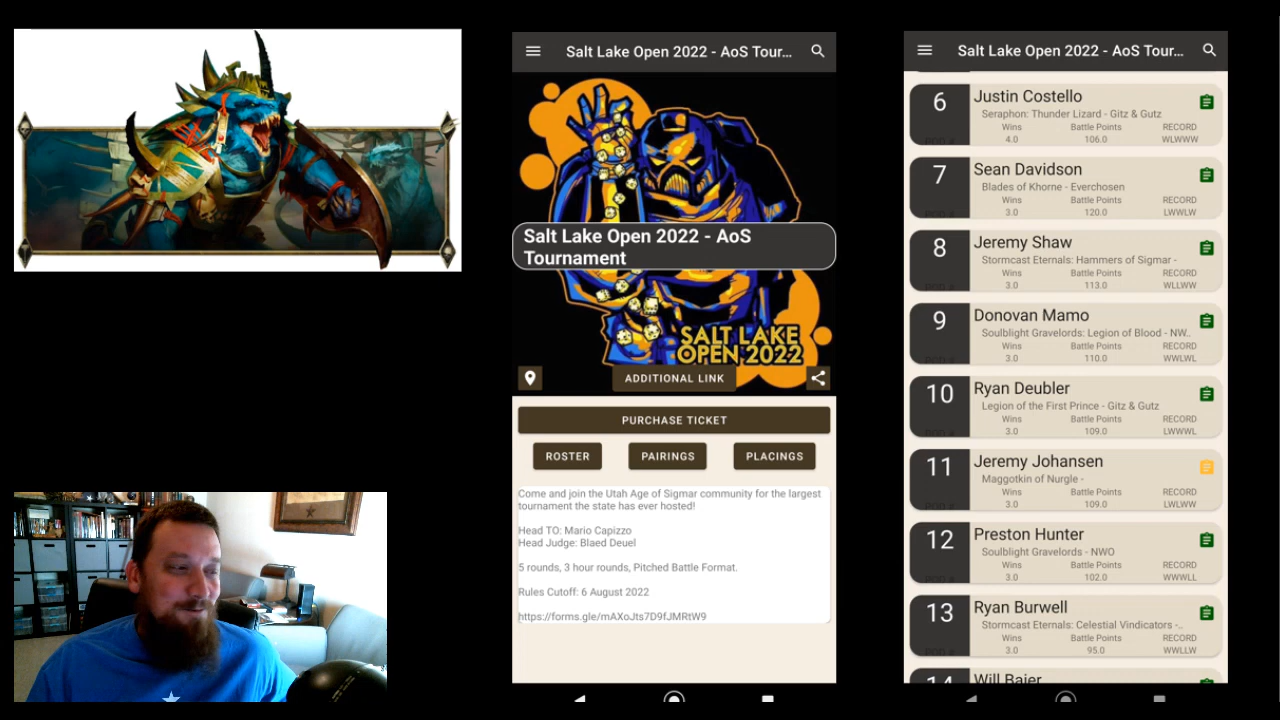 Salt Lake Open 2022 - AoS Tour...
Salt Lake Open 2022 - AoS
Tournament
SALT LAKE
OPEN 2022
ADDITIONAL LINK
PURCHASE TICKET
ROSTER PAIRINGS PLACINGS
Come and join the Utah Age of Sigmar community for the largest
tournament the state has ever hosted!
Head TO: Mario Capizzo
Head Judge: Blaed Deuel
5 rounds, 3 hour rounds, Pitched Battle Format.
Rules Cutoff: 6 August 2022
https://forms.gle/mAXoJts7D9fJMRtW9
Salt Lake Open 2022 - AoS Tour...
6 Justin Costello
Seraphon: Thunder Lizard - Gitz & Gutz
Wins Battle Points RECORD
4.0 106.0 WLWWW
7 Sean Davidson
Blades of Khorne - Everchosen
Wins Battle Points RECORD
3.0 120.0 LWWLW
8 Jeremy Shaw
Stormcast Eternals: Hammers of Sigmar -
Wins Battle Points RECORD
3.0 113.0 WLLWW
9 Donovan Mamo
Soulblight Gravelords: Legion of Blood - NW..
Wins Battle Points RECORD
3.0 110.0 WWLWL
10 Ryan Deubler
Legion of the First Prince - Gitz & Gutz
Wins Battle Points RECORD
3.0 109.0 LWWWL
11 Jeremy Johansen
Maggotkin of Nurgle -
Wins Battle Points RECORD
3.0 109.0 LWLWW
12 Preston Hunter
Soulblight Gravelords - NWO
Wins Battle Points RECORD
3.0 102.0 WWWLL
13 Ryan Burwell
Stormcast Eternals: Celestial Vindicators -..
Wins Battle Points RECORD
3.0 95.0 WWLLW
14 Will Baier